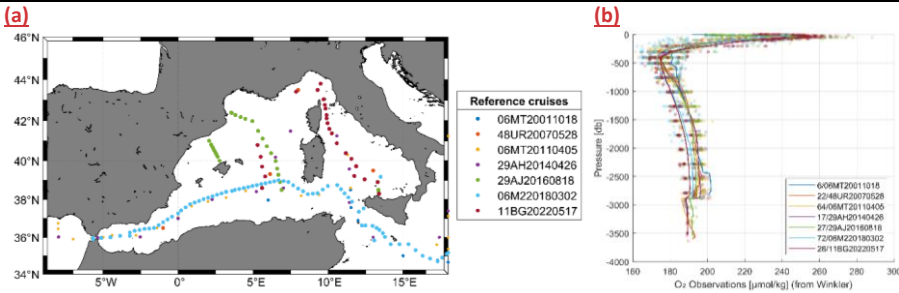 (a)
46°N
44°N
42°N
40°N
38°N
36°N
34°N
5°W
0°
5°E
10°E
15°E
Reference cruises
06MT20011018
48UR20070528
06MT20110405
29AH20140426
29AJ20160818
06M220180302
11BG20220517
(b)
0
-500
-1000
-1500
-2000
-2500
-3000
-3500
-4000
Pressure [db]
160
180
200
220
240
260
280
300
O₂ Observations [µmol/kg] (from Winkler)
6/06MT20011018
22/48UR20070528
64/06MT20110405
17/29AH20140426
27/29AJ20160818
72/06M220180302
26/11BG20220517